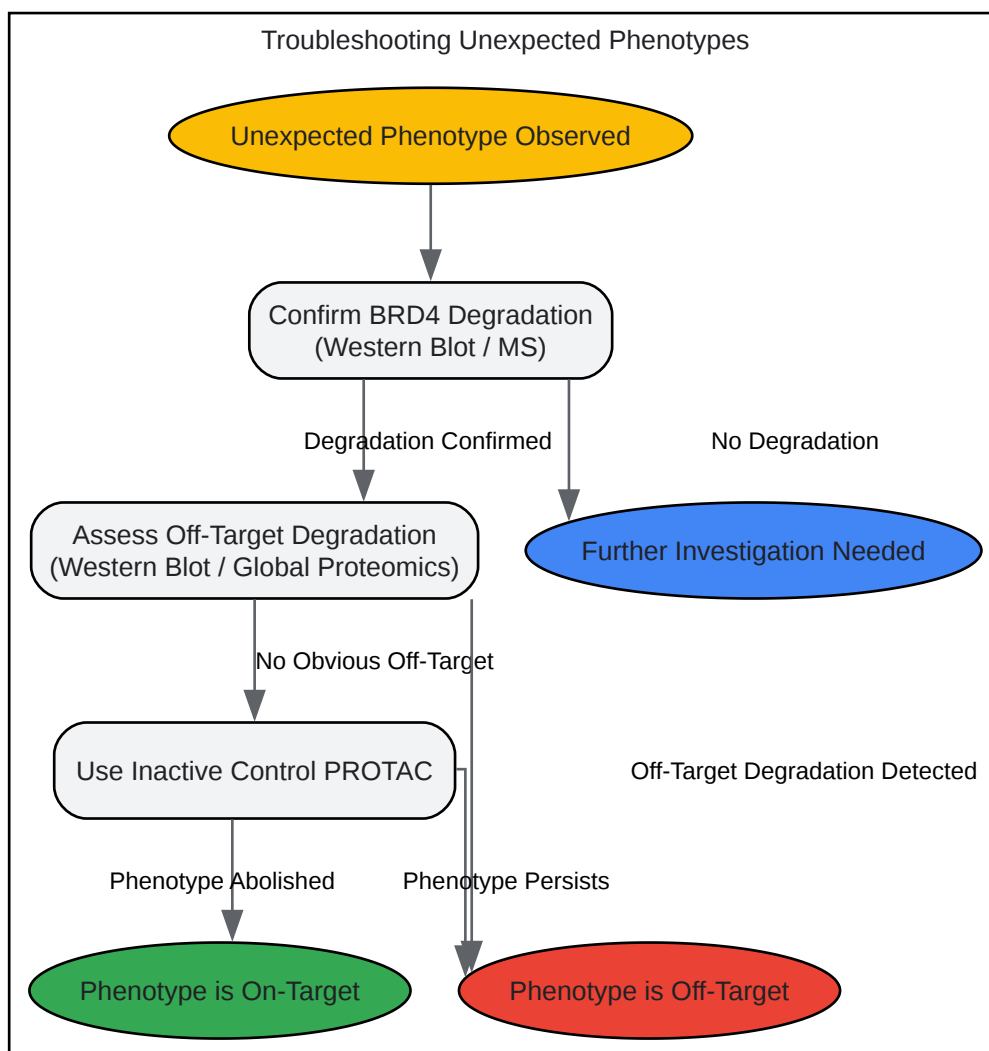 Troubleshooting Unexpected Phenotypes
Unexpected Phenotype Observed
Confirm BRD4 Degradation
(Western Blot / MS)
Degradation Confirmed
No Degradation
Assess Off-Target Degradation
(Western Blot / Global Proteomics)
Further Investigation Needed
No Obvious Off-Target
Use Inactive Control PROTAC
Off-Target Degradation Detected
Phenotype Abolished
Phenotype Persists
Phenotype is On-Target
Phenotype is Off-Target